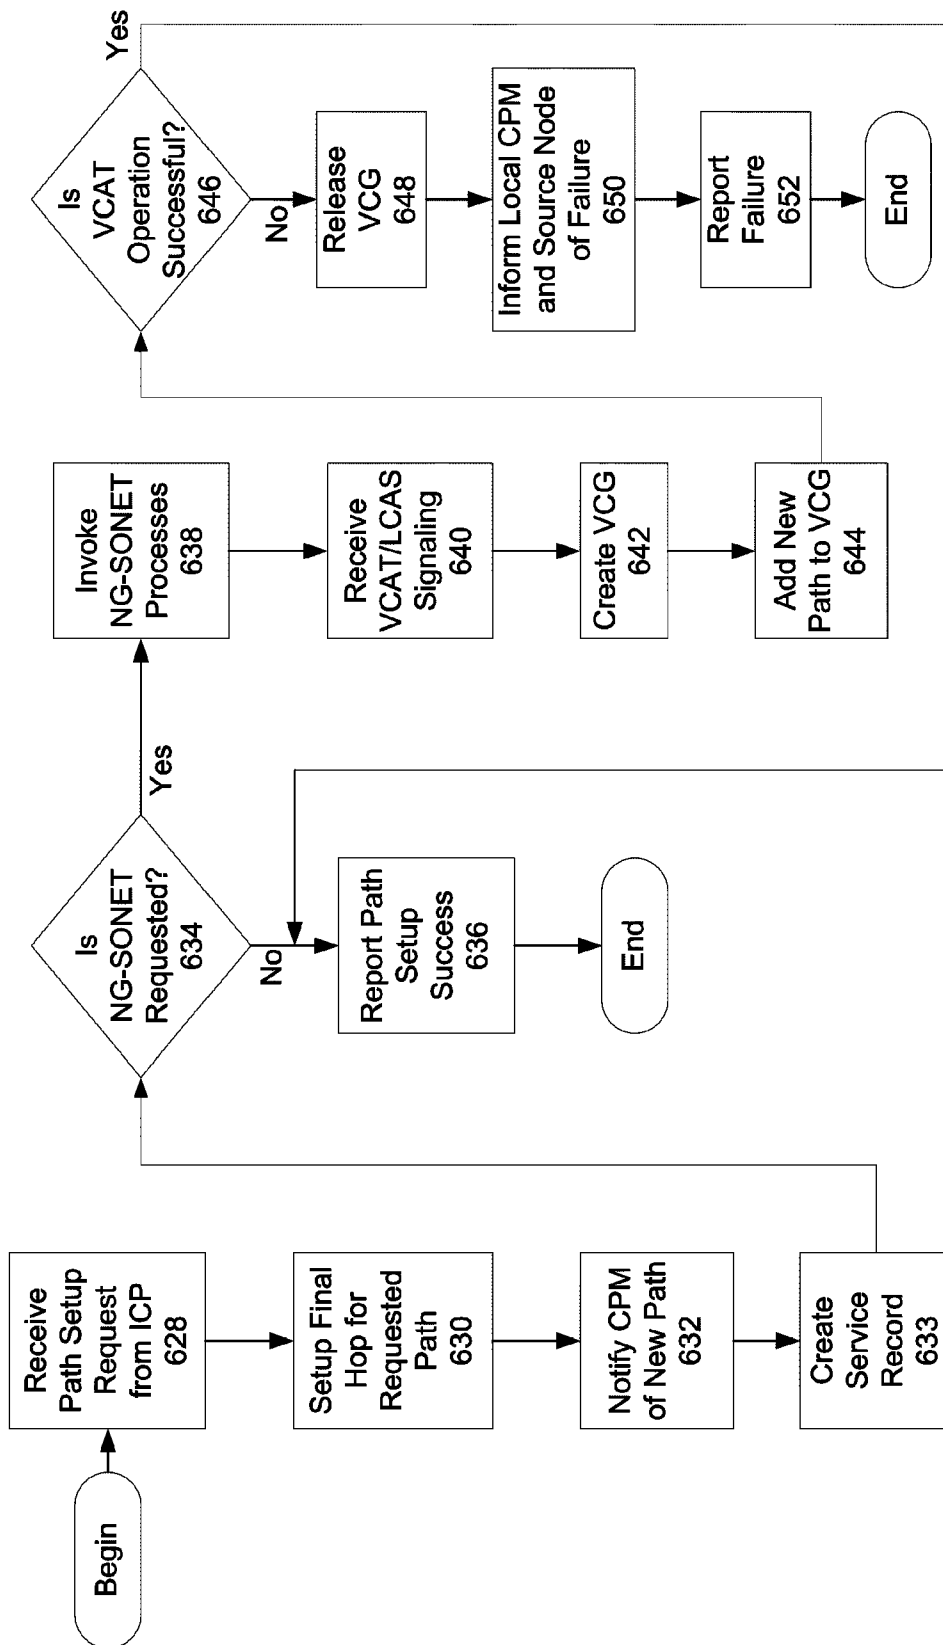 Begin
Receive
Path Setup
Request
from ICP
628
Setup Final
Hop for
Requested
Path
630
Notify CPM
of New Path
632
Create
Service
Record
633
Is
NG-SONET
Requested?
634
Yes
No
Report Path
Setup
Success
636
End
Invoke
NG-SONET
Processes
638
Receive
VCAT/LCAS
Signaling
640
Create VCG
642
Add New
Path to VCG
644
Is
VCAT
Operation
Successful?
646
Yes
No
Release
VCG
648
Inform Local CPM
and Source Node
of Failure
650
Report
Failure
652
End